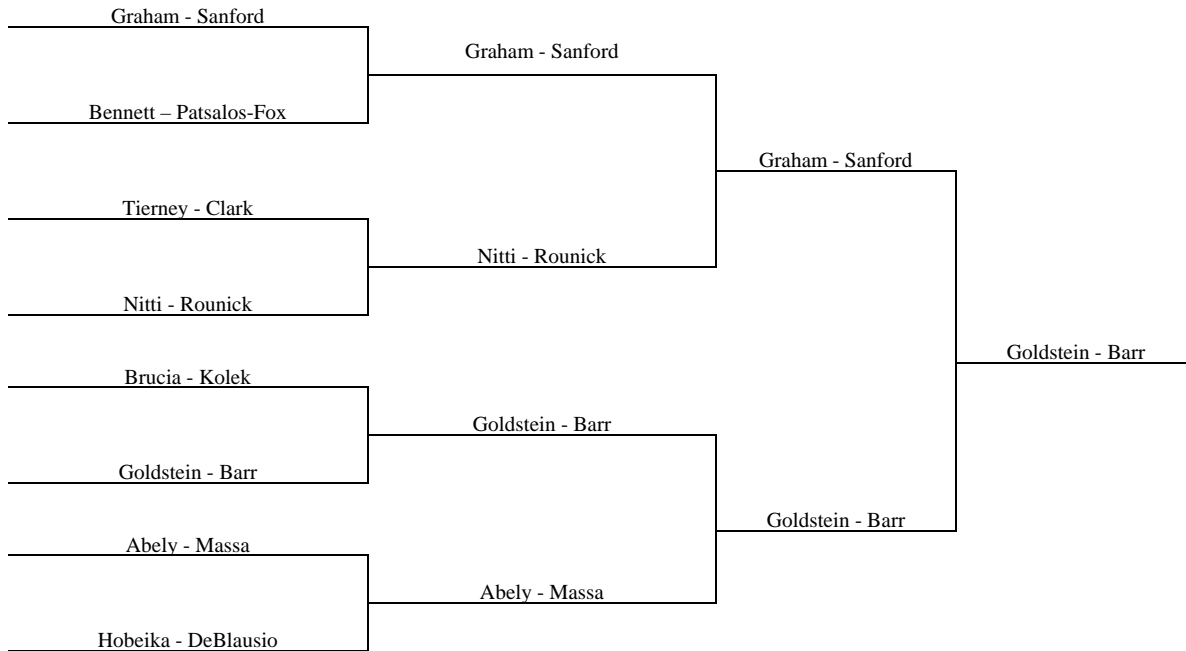 Graham - Sanford
Graham - Sanford
Bennett – Patsalos-Fox
Graham - Sanford
Tierney - Clark
Nitti - Rounick
Nitti - Rounick
Goldstein - Barr
Brucia - Kolek
Goldstein - Barr
Goldstein - Barr
Goldstein - Barr
Abely - Massa
Abely - Massa
Hobeika - DeBlausio